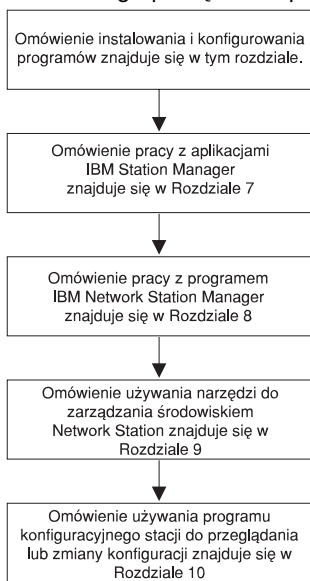 Omówienie instalowania i konfigurowania
programów znajduje się w tym rozdziale.
Omówienie pracy z aplikacjami
IBM Station Manager
znajduje się w Rozdziale 7
Omówienie pracy z programem
IBM Network Station Manager
znajduje się w Rozdziale 8
Omówienie używania narzędzi do
zarządzania środowiskiem
Network Station znajduje się w
Rozdziale 9
Omówienie używania programu
konfiguracyjnego stacji do przeglądania
lub zmiany konfiguracji znajduje się w
Rozdziale 10